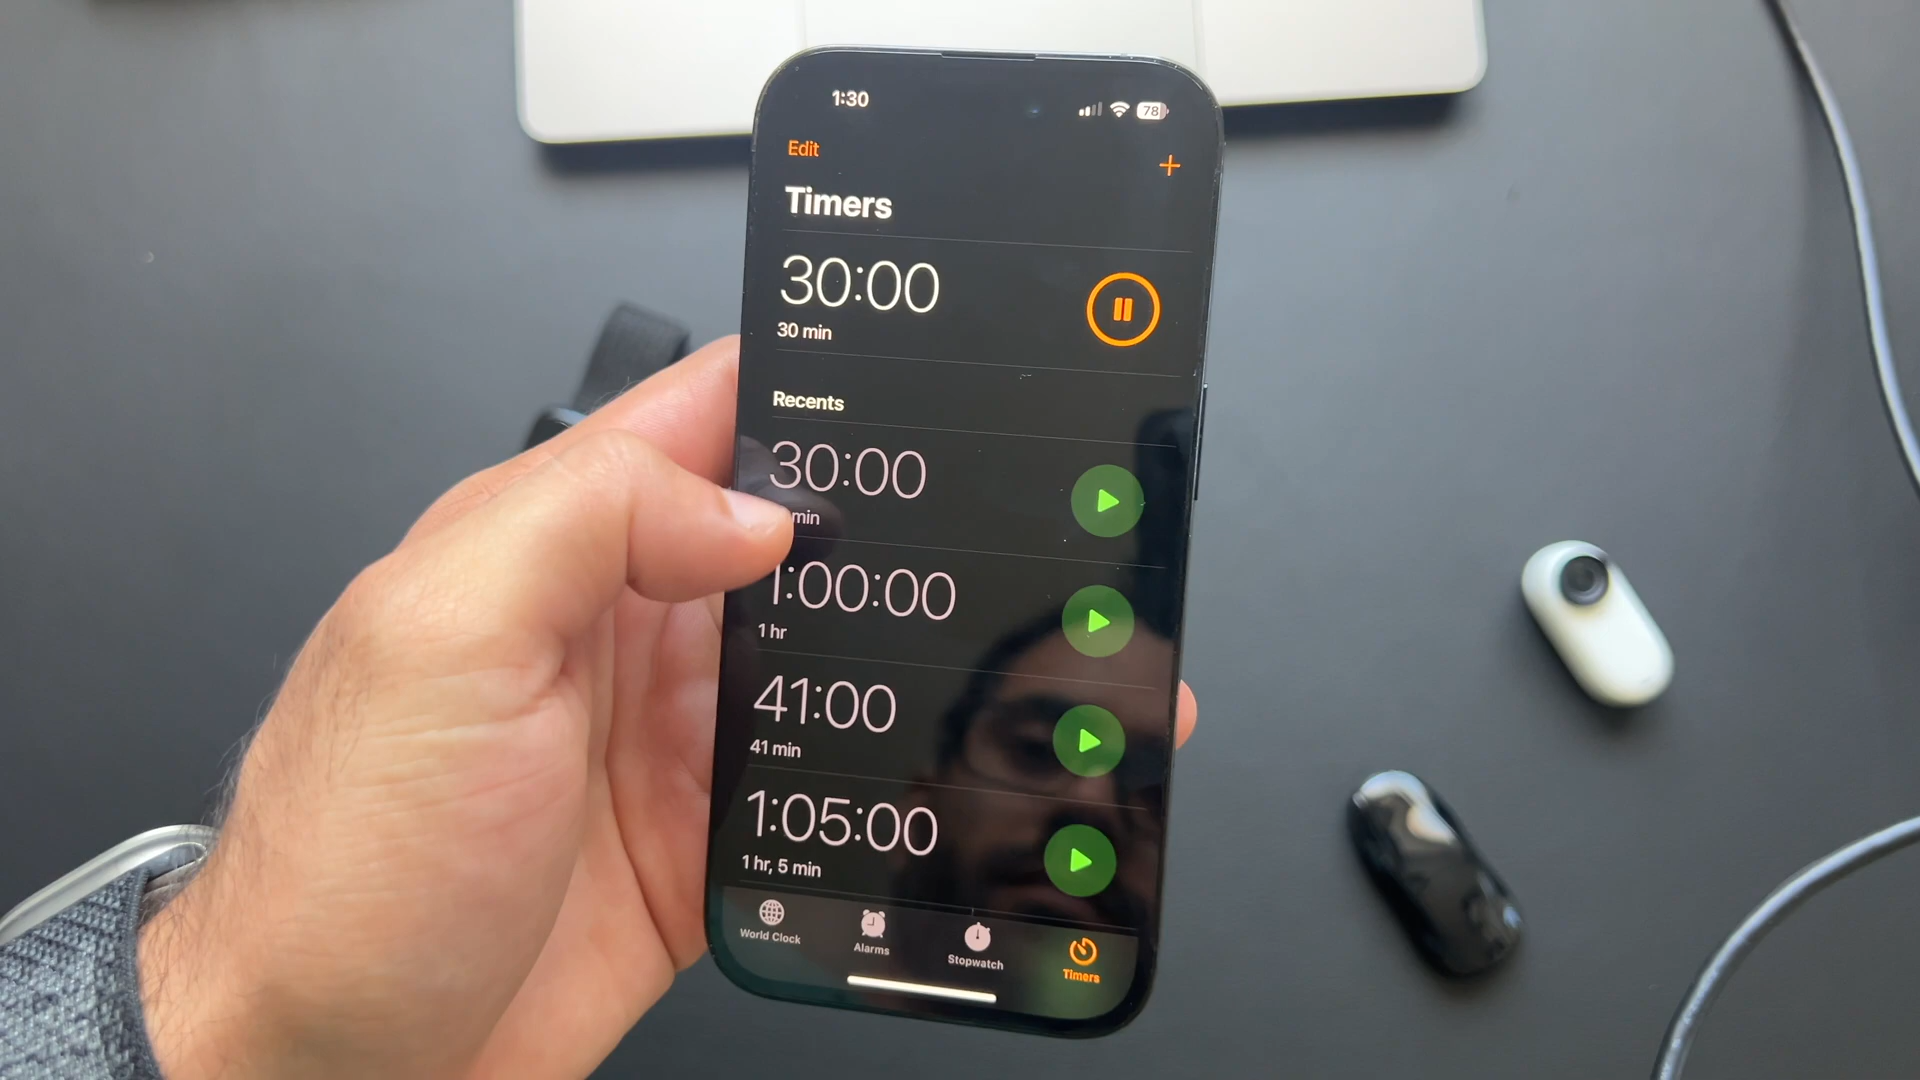 1:30
78
Edit
+
Timers
30:00
30 min
Recents
30:00
min
1:00:00
1 hr
41:00
41 min
1:05:00
1 hr, 5 min
World Clock
Alarms
Stopwatch
Timers